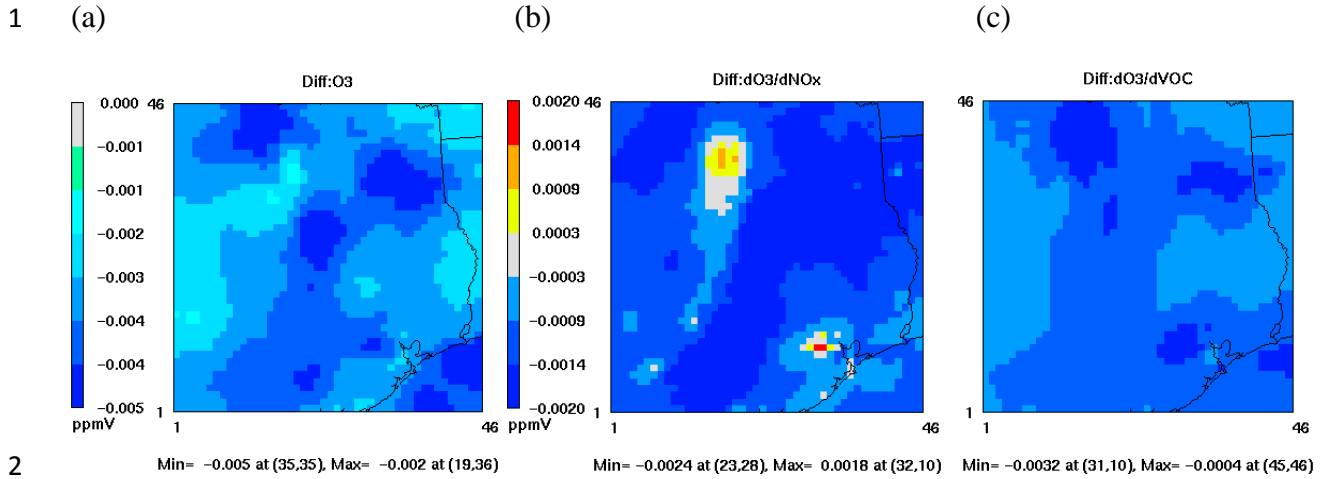 1 (a) (b) (c)
Diff:O3 Diff:dO3/dNOx Diff:dO3/dVOC
0.000 46 0.0020 46 46
-0.001 0.0014
-0.001 0.0009
-0.002 0.0003
-0.003 -0.0003
-0.004 -0.0009
-0.004 -0.0014
-0.005 1 -0.0020 1 1
ppmV 1 46 ppmV 1 46 1 46
2 Min= -0.005 at (35,35), Max= -0.002 at (19,36) Min= -0.0024 at (23,28), Max= 0.0018 at (32,10) Min= -0.0032 at (31,10), Max= -0.0004 at (45,46)